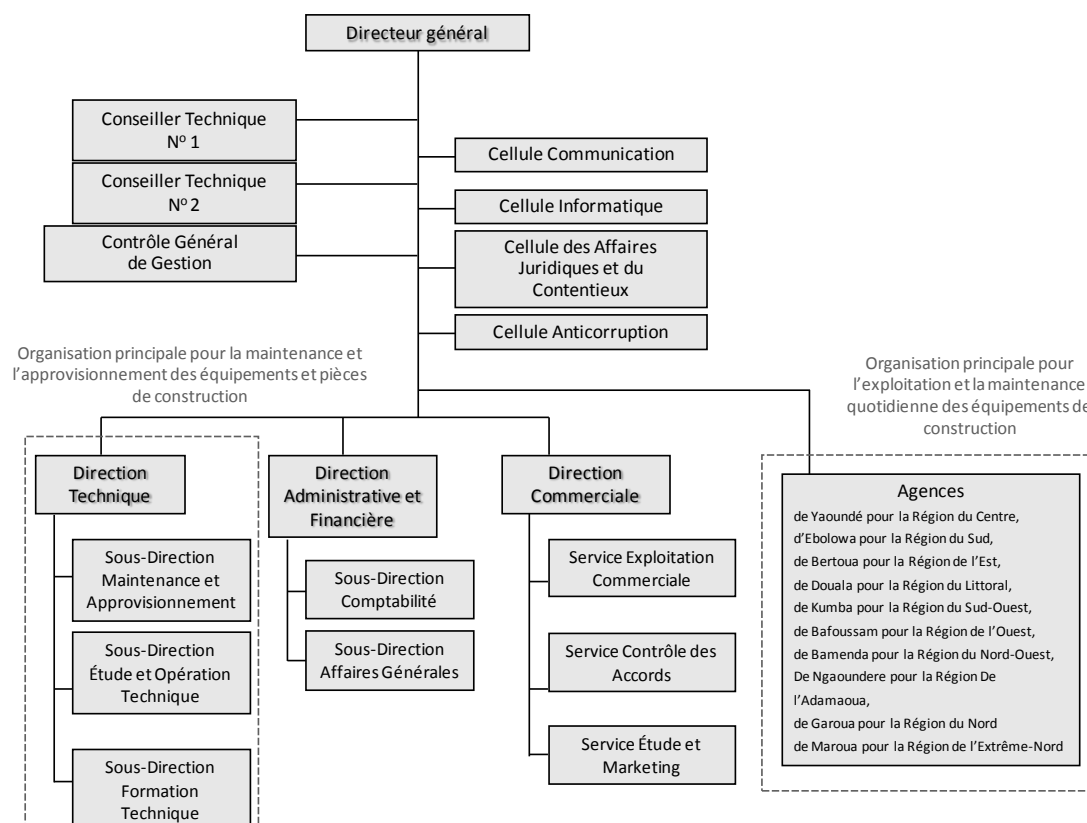 Directeur général
Conseiller Technique
Nº 1
Conseiller Technique
Nº 2
Contrôle Général
de Gestion
Cellule Communication
Cellule Informatique
Cellule des Affaires
Juridiques et du
Contentieux
Cellule Anticorruption
Organisation principale pour la maintenance et
l’approvisionnement des équipements et pièces
de construction
Organisation principale pour
l’exploitation et la maintenance
quotidienne des équipements de
construction
Direction
Technique
Sous-Direction
Maintenance et
Approvisionnement
Sous-Direction
Étude et Opération
Technique
Sous-Direction
Formation
Technique
Direction
Administrative et
Financière
Sous-Direction
Comptabilité
Sous-Direction
Affaires Générales
Direction
Commerciale
Service Exploitation
Commerciale
Service Contrôle des
Accords
Service Étude et
Marketing
Agences
de Yaoundé pour la Région du Centre,
d’Ebolowa pour la Région du Sud,
de Bertoua pour la Région de l’Est,
de Douala pour la Région du Littoral,
de Kumba pour la Région du Sud-Ouest,
de Bafoussam pour la Région de l’Ouest,
de Bamenda pour la Région du Nord-Ouest,
De Ngaoundere pour la Région De
l’Adamaoua,
de Garoua pour la Région du Nord
de Maroua pour la Région de l’Extrême-Nord